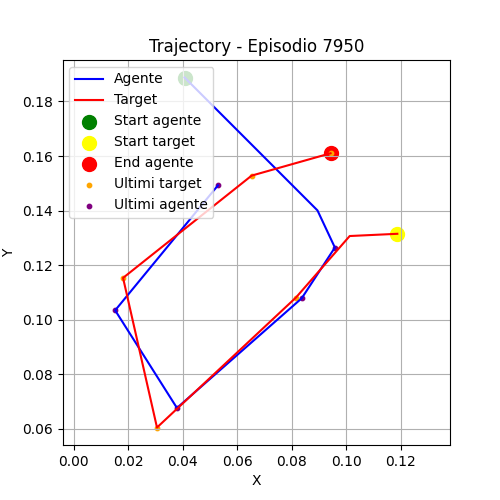 Trajectory - Episodio 7950
Agente
Target
Start agente
Start target
End agente
Ultimi target
Ultimi agente
Y
0.18
0.16
0.14
0.12
0.10
0.08
0.06
0.00 0.02 0.04 0.06 0.08 0.10 0.12
X